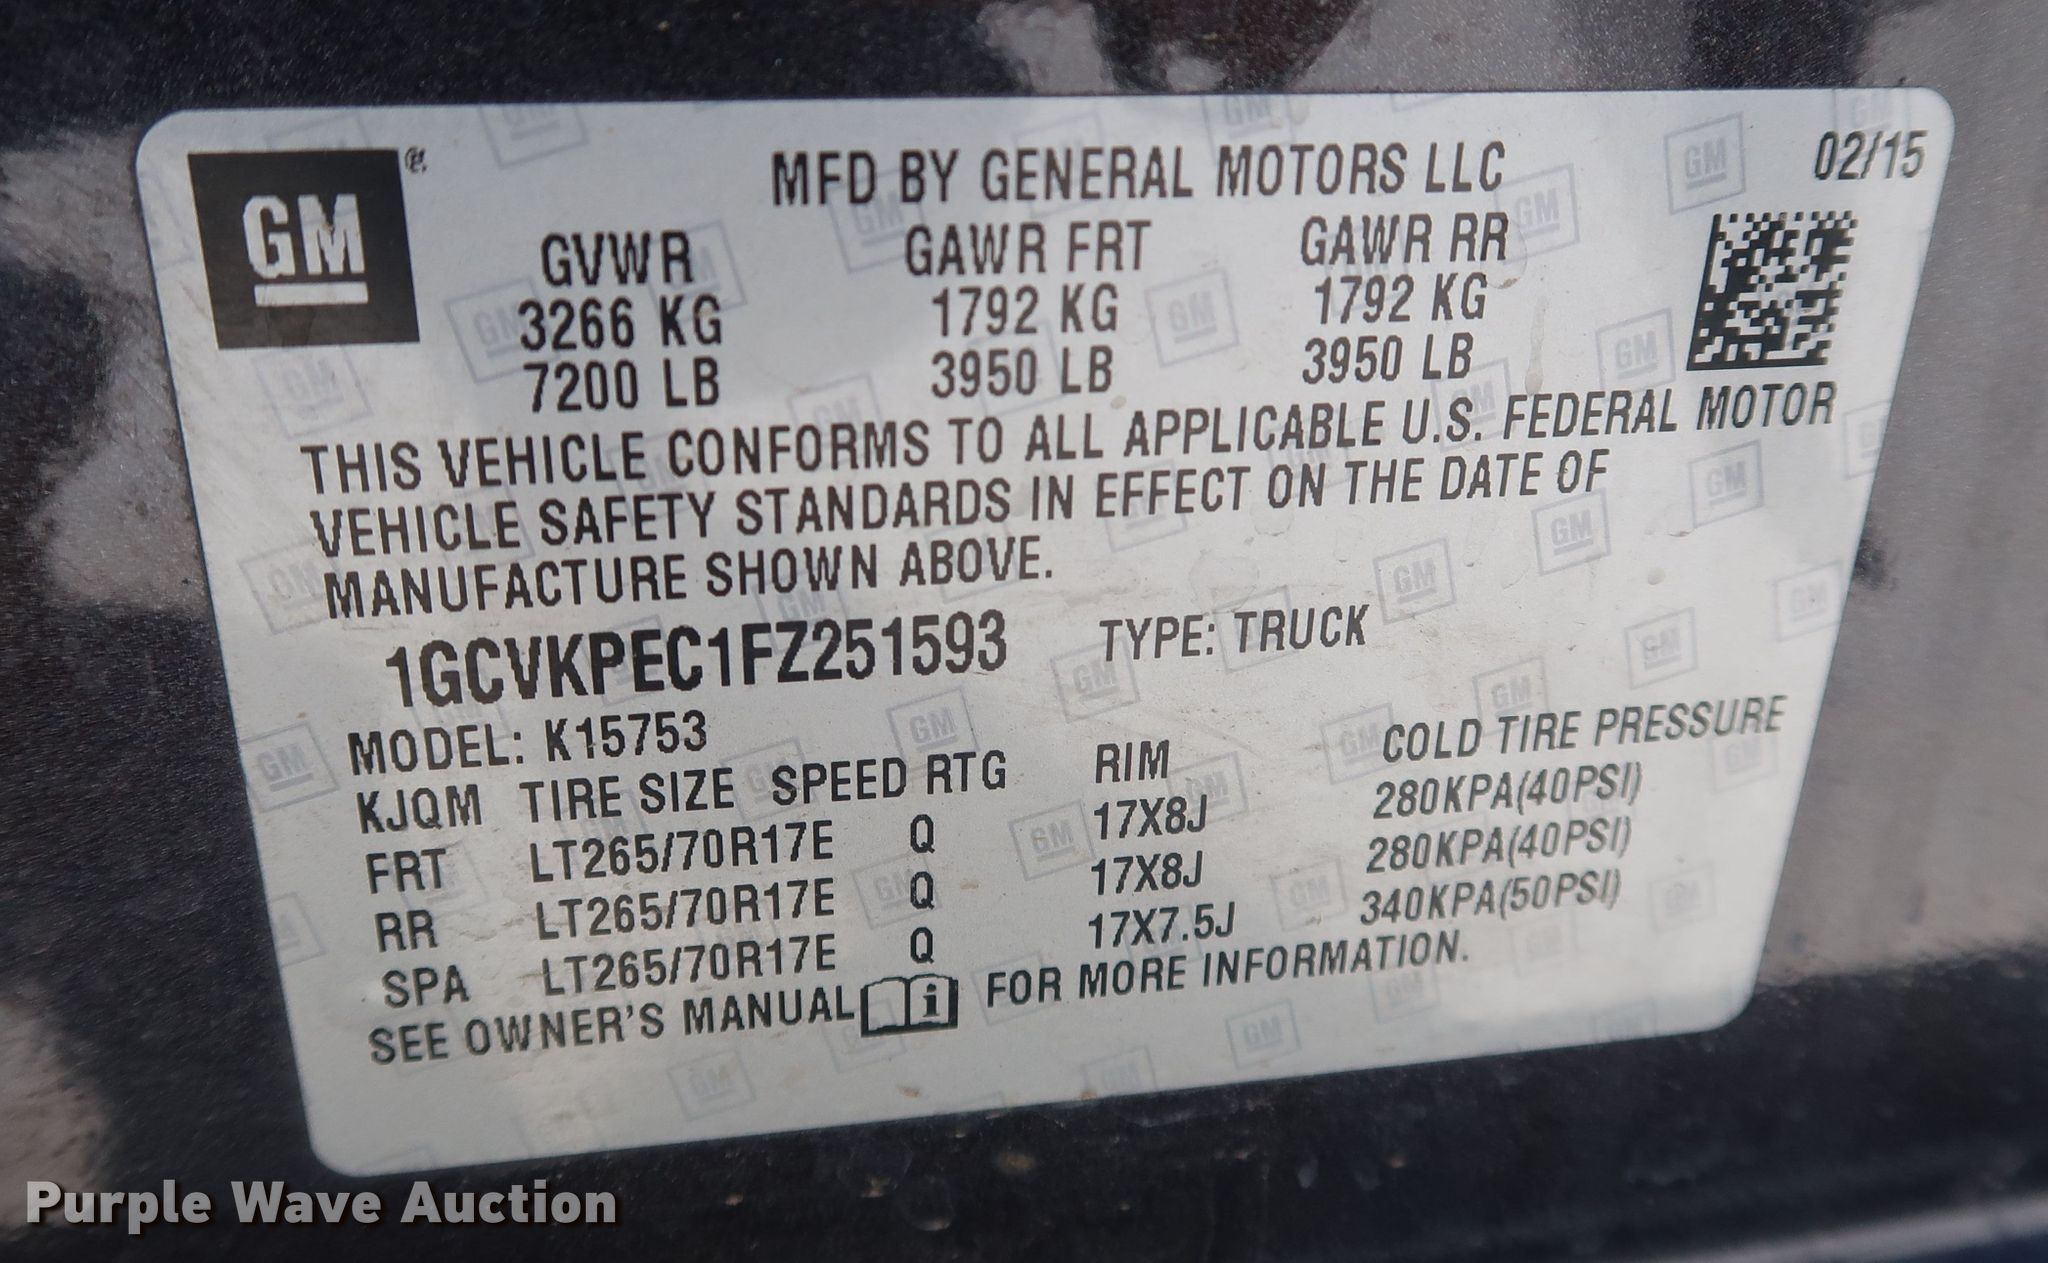 GM®
MFD BY GENERAL MOTORS LLC
02/15
GVWR GAWR FRT GAWR RR
3266 KG 1792 KG 1792 KG
7200 LB 3950 LB 3950 LB
THIS VEHICLE CONFORMS TO ALL APPLICABLE U.S. FEDERAL MOTOR
VEHICLE SAFETY STANDARDS IN EFFECT ON THE DATE OF
MANUFACTURE SHOWN ABOVE.
1GCVKPEC1FZ251593 TYPE: TRUCK
MODEL: K15753
KJQM TIRE SIZE SPEED RTG RIM COLD TIRE PRESSURE
FRT LT265/70R17E Q 17X8J 280KPA(40PSI)
RR LT265/70R17E Q 17X8J 280KPA(40PSI)
SPA LT265/70R17E Q 17X7.5J 340KPA(50PSI)
SEE OWNER'S MANUAL i FOR MORE INFORMATION.
Purple Wave Auction